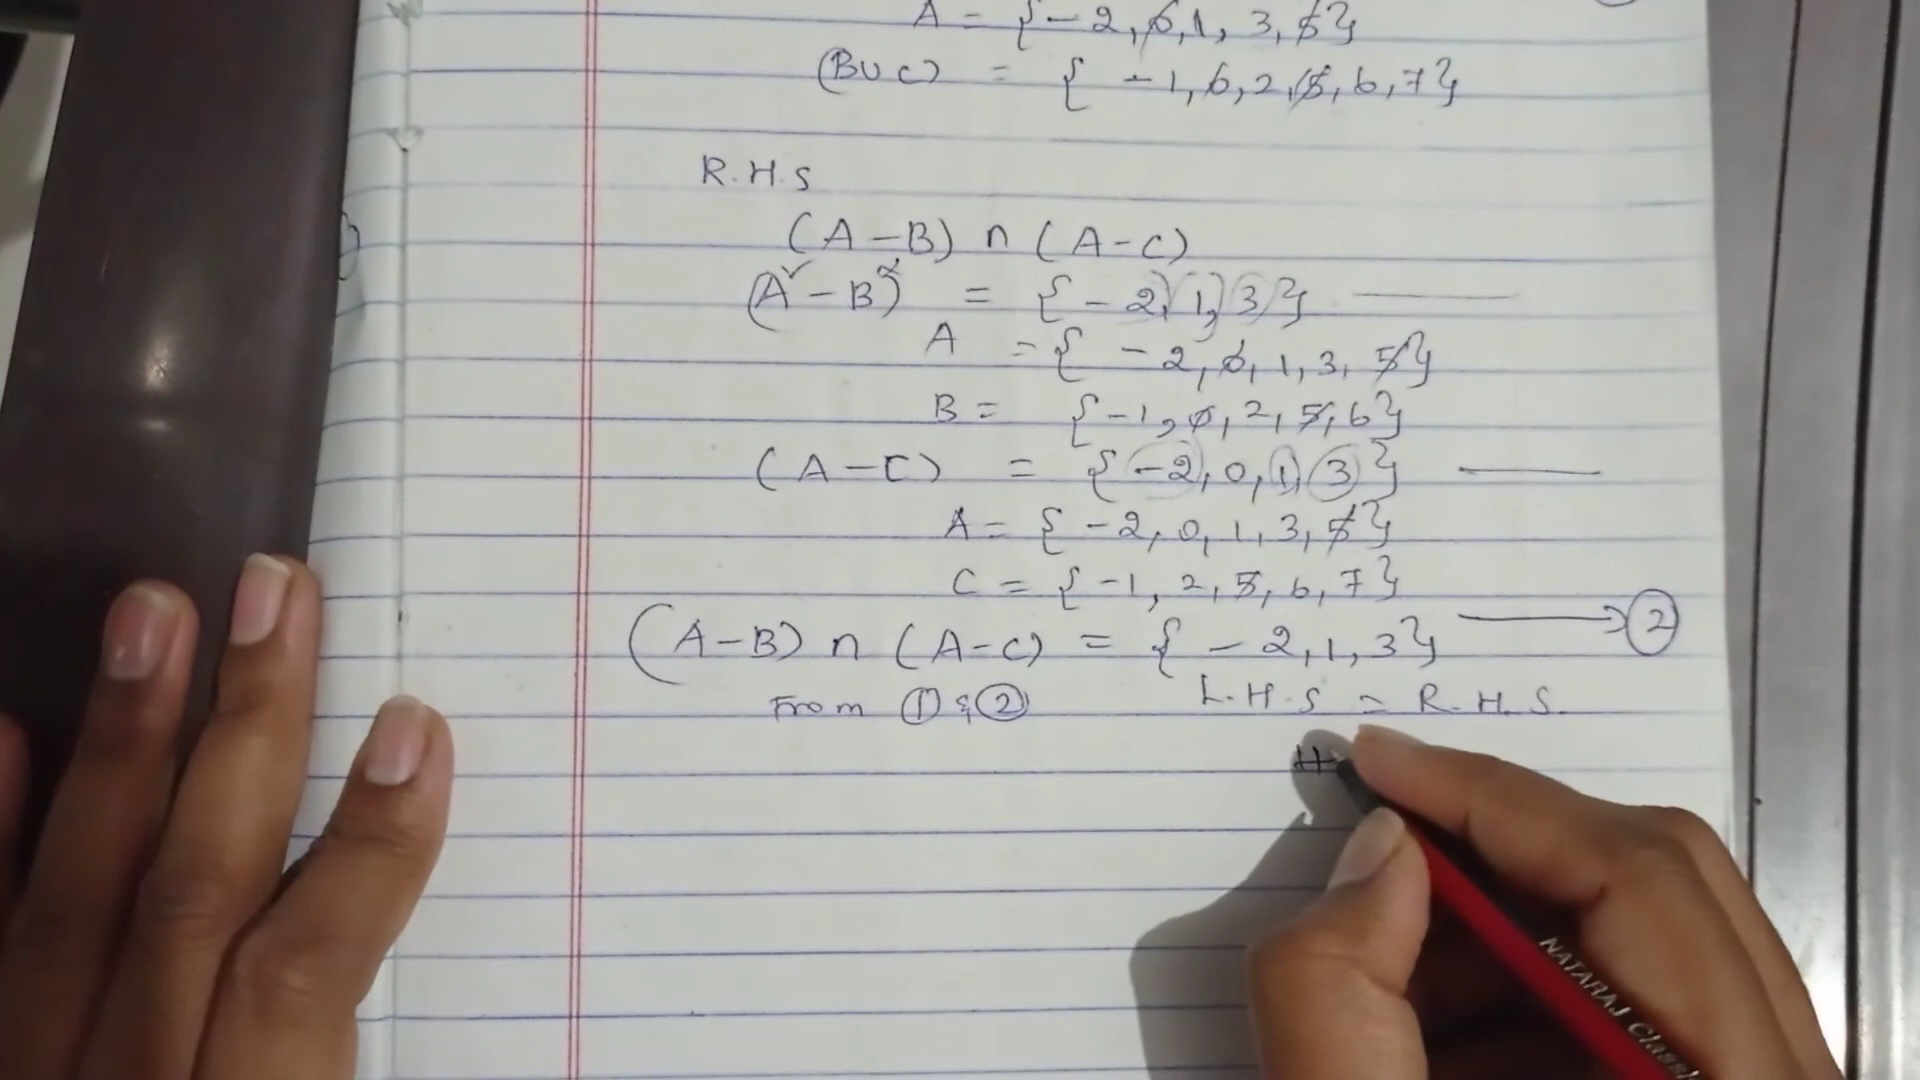 A = {-2, 0, 1, 3, 5}
(B∪C) = { -1, 0, 2, 5, 6, 7}
R.H.S
(A-B) ∩ (A-C)
(A-B) = {-2, 1, 3}
A = { -2, 0, 1, 3, 5}
B = {-1, 0, 2, 5, 6}
(A-C) = {-2, 0, 1, 3}
A = {-2, 0, 1, 3, 5}
C = {-1, 2, 5, 6, 7}
(A-B) ∩ (A-C) = { -2, 1, 3} → ②
From ① & ② L.H.S = R.H.S.
H
NATARAJ Classi